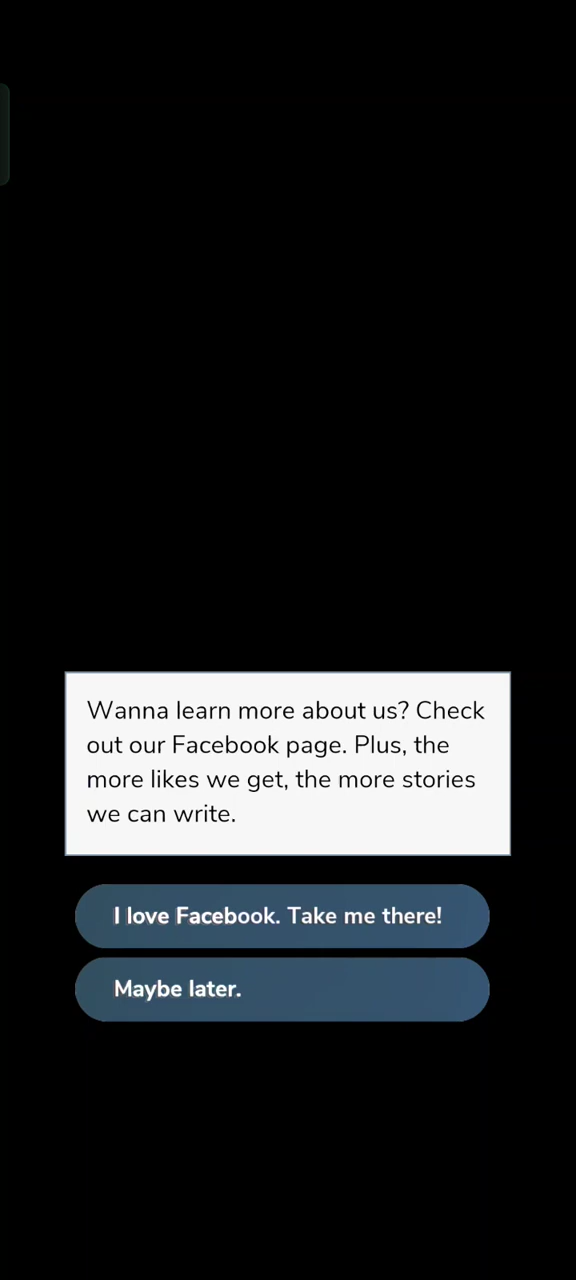 Wanna learn more about us? Check
out our Facebook page. Plus, the
more likes we get, the more stories
we can write.
I love Facebook. Take me there!
Maybe later.